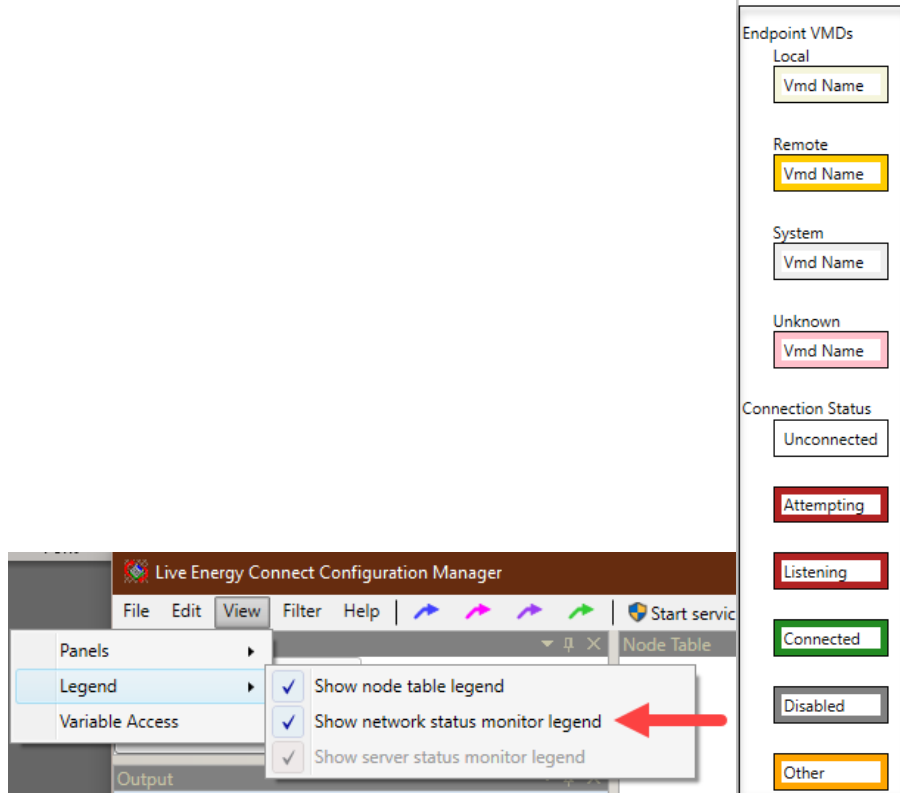 Endpoint VMDs
Local
Vmd Name
Remote
Vmd Name
System
Vmd Name
Unknown
Vmd Name
Connection Status
Unconnected
Attempting
Listening
Connected
Disabled
Other
Live Energy Connect Configuration Manager
File Edit View Filter Help Start servic
Node Table
Panels
Legend
Variable Access
Show node table legend
Show network status monitor legend
Show server status monitor legend
Output